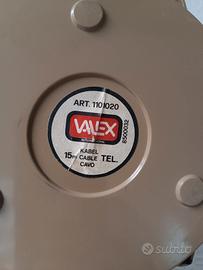 ART. 1101020
VALEX
8500032
KABEL
15m CABLE TEL.
CAVO
subito